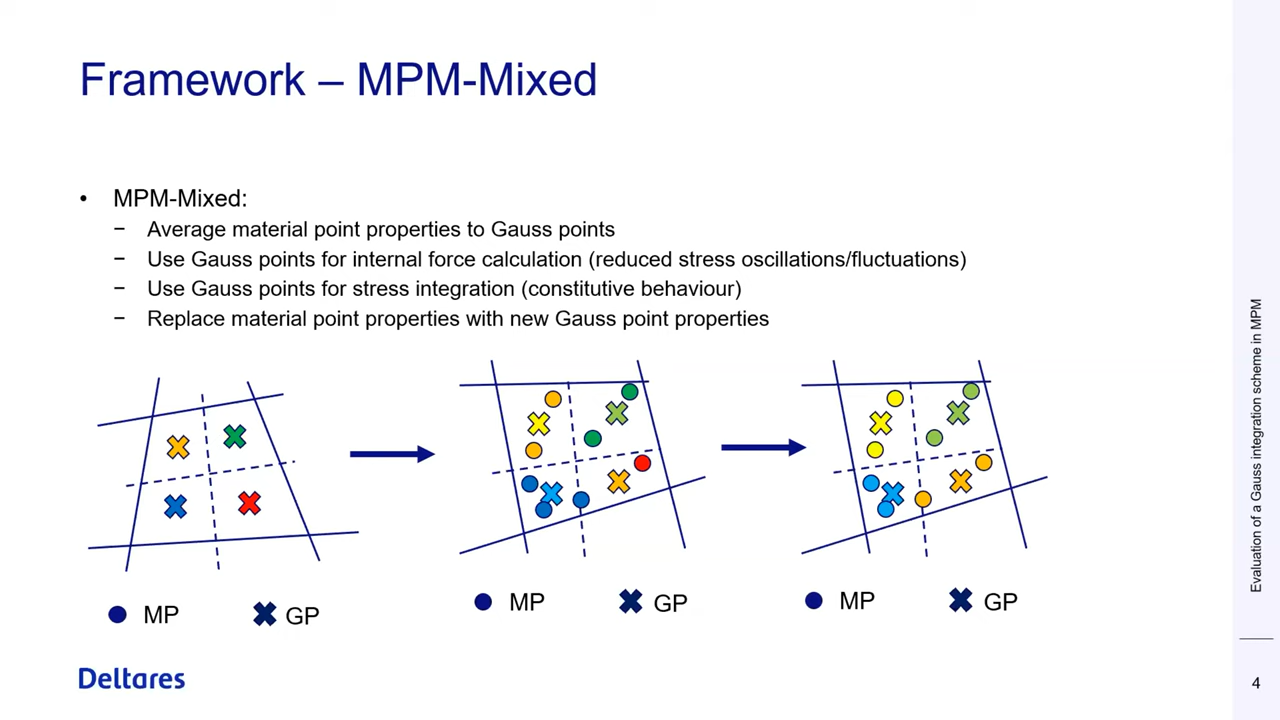 Framework – MPM-Mixed
• MPM-Mixed:
− Average material point properties to Gauss points
− Use Gauss points for internal force calculation (reduced stress oscillations/fluctuations)
− Use Gauss points for stress integration (constitutive behaviour)
− Replace material point properties with new Gauss point properties
MP GP
MP GP
MP GP
Deltares
Evaluation of a Gauss integration scheme in MPM
4